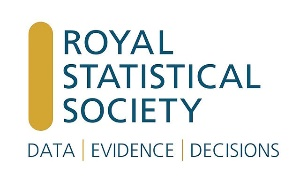 ROYAL
STATISTICAL
SOCIETY
DATA | EVIDENCE | DECISIONS